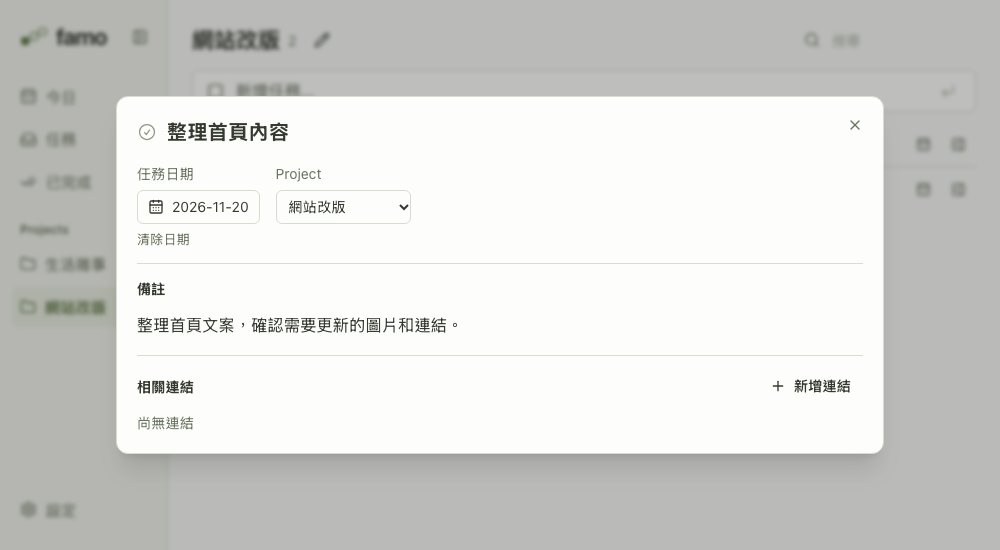 famo
網站改版 2
搜尋
新增任務...
今日
任務
已完成
Projects
生活雜事
網站改版
設定
整理首頁內容
任務日期 Project
2026-11-20 網站改版
清除日期
備註
整理首頁文案，確認需要更新的圖片和連結。
相關連結 新增連結
尚無連結